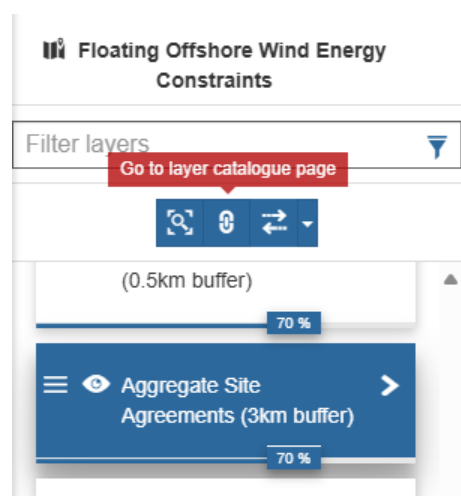 Floating Offshore Wind Energy
Constraints
Filter layers
Go to layer catalogue page
(0.5km buffer)
70 %
Aggregate Site
Agreements (3km buffer)
70 %